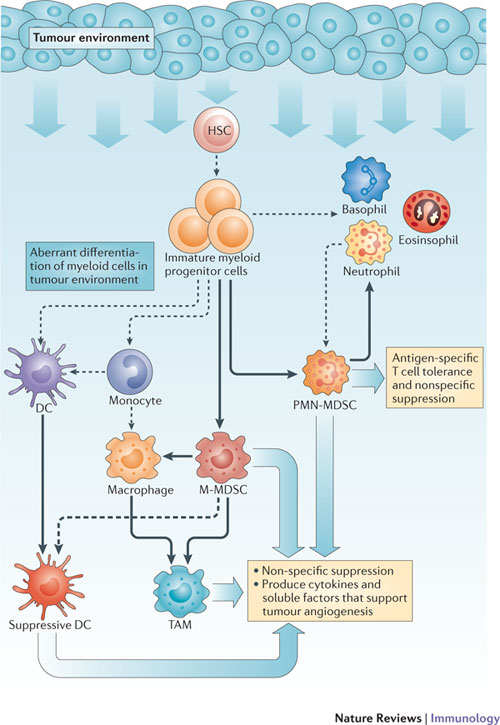 Tumour environment
HSC
Basophil
Eosinsophil
Neutrophil
Immature myeloid
progenitor cells
Aberrant differentia-
tion of myeloid cells in
tumour environment
Antigen-specific
T cell tolerance
and nonspecific
suppression
DC
Monocyte
PMN-MDSC
Macrophage
M-MDSC
• Non-specific suppression
• Produce cytokines and
soluble factors that support
tumour angiogenesis
Suppressive DC
TAM
Nature Reviews | Immunology